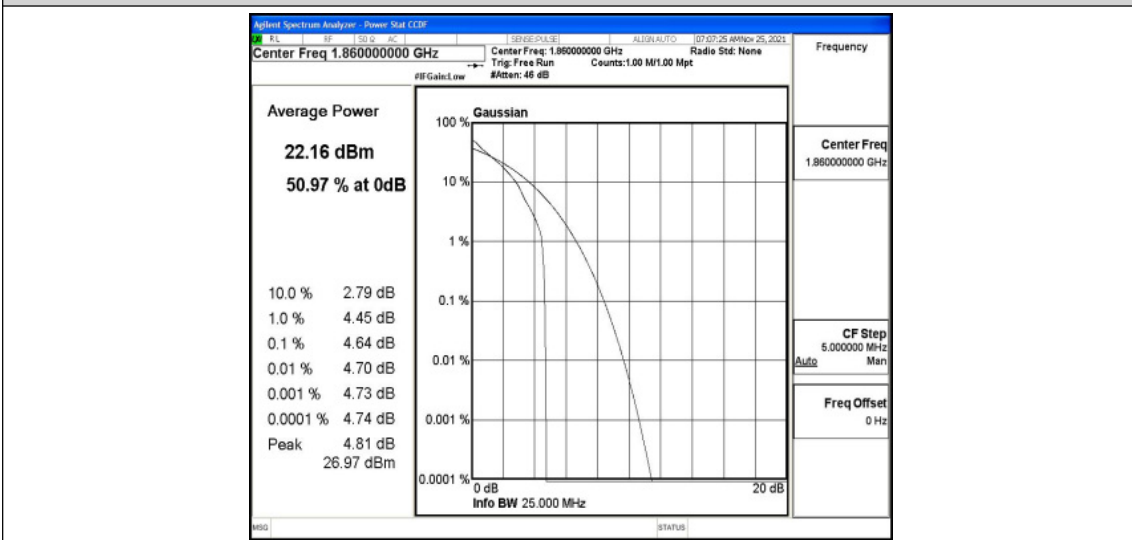 Agilent Spectrum Analyzer - Power Stat CCDF
RL RF 50 Ω AC SENSE:PULSE ALIGN AUTO 07:07:25 AM Nov 25, 2021
Center Freq 1.860000000 GHz
Center Freq: 1.860000000 GHz Radio Std: None
Trig: Free Run Counts:1.00 M/1.00 Mpt
#IFGain:Low #Atten: 46 dB
Frequency
Average Power
22.16 dBm
50.97 % at 0dB
10.0 % 2.79 dB
1.0 % 4.45 dB
0.1 % 4.64 dB
0.01 % 4.70 dB
0.001 % 4.73 dB
0.0001 % 4.74 dB
Peak 4.81 dB
26.97 dBm
Gaussian
100 %
10 %
1 %
0.1 %
0.01 %
0.001 %
0.0001 %
0 dB 20 dB
Info BW 25.000 MHz
Center Freq
1.860000000 GHz
CF Step
5.000000 MHz
Auto Man
Freq Offset
0 Hz
MSG STATUS